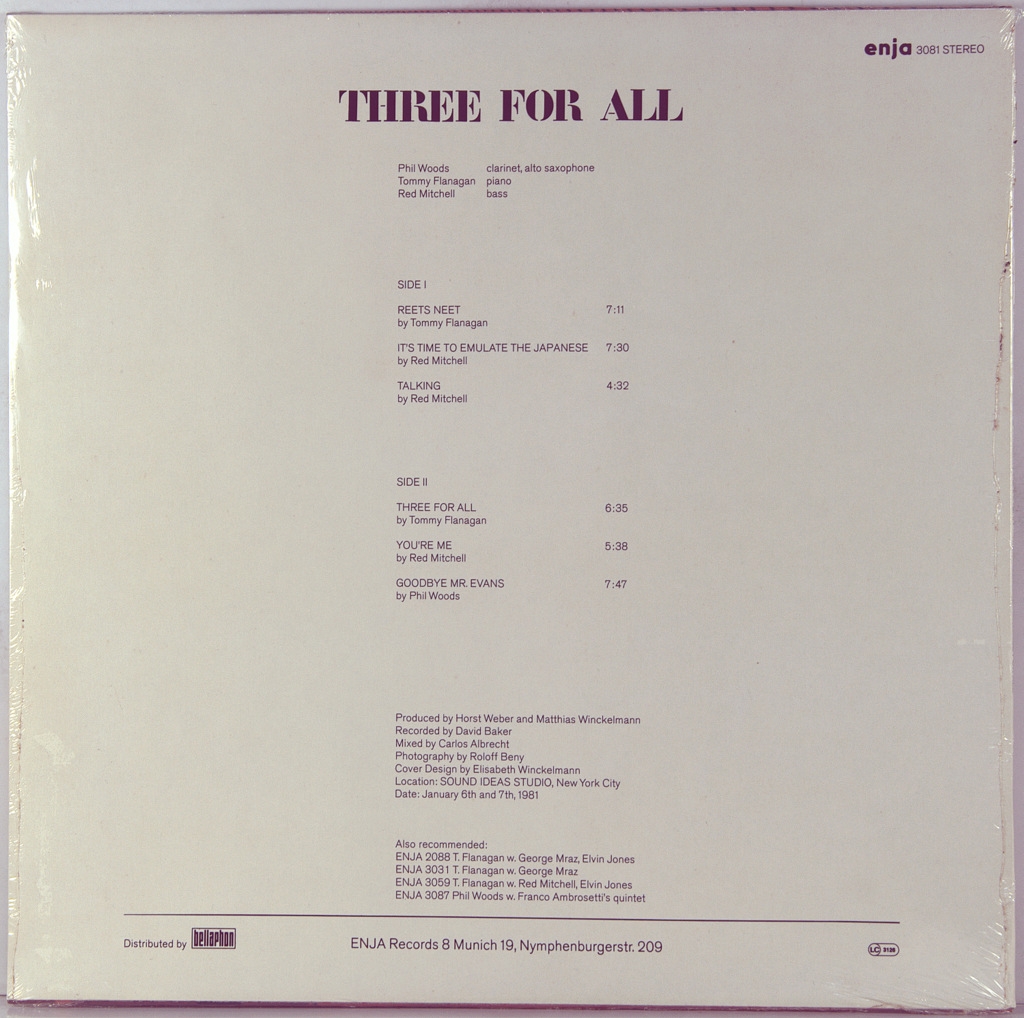 enja 3081 STEREO
THREE FOR ALL
Phil Woods clarinet, alto saxophone
Tommy Flanagan piano
Red Mitchell bass
SIDE I
REETS NEET 7:11
by Tommy Flanagan
IT'S TIME TO EMULATE THE JAPANESE 7:30
by Red Mitchell
TALKING 4:32
by Red Mitchell
SIDE II
THREE FOR ALL 6:35
by Tommy Flanagan
YOU'RE ME 5:38
by Red Mitchell
GOODBYE MR. EVANS 7:47
by Phil Woods
Produced by Horst Weber and Matthias Winckelmann
Recorded by David Baker
Mixed by Carlos Albrecht
Photography by Roloff Beny
Cover Design by Elisabeth Winckelmann
Location: SOUND IDEAS STUDIO, New York City
Date: January 6th and 7th, 1981
Also recommended:
ENJA 2088 T. Flanagan w. George Mraz, Elvin Jones
ENJA 3031 T. Flanagan w. George Mraz
ENJA 3059 T. Flanagan w. Red Mitchell, Elvin Jones
ENJA 3087 Phil Woods w. Franco Ambrosetti's quintet
Distributed by bellaphon ENJA Records 8 Munich 19, Nymphenburgerstr. 209 LC 3126